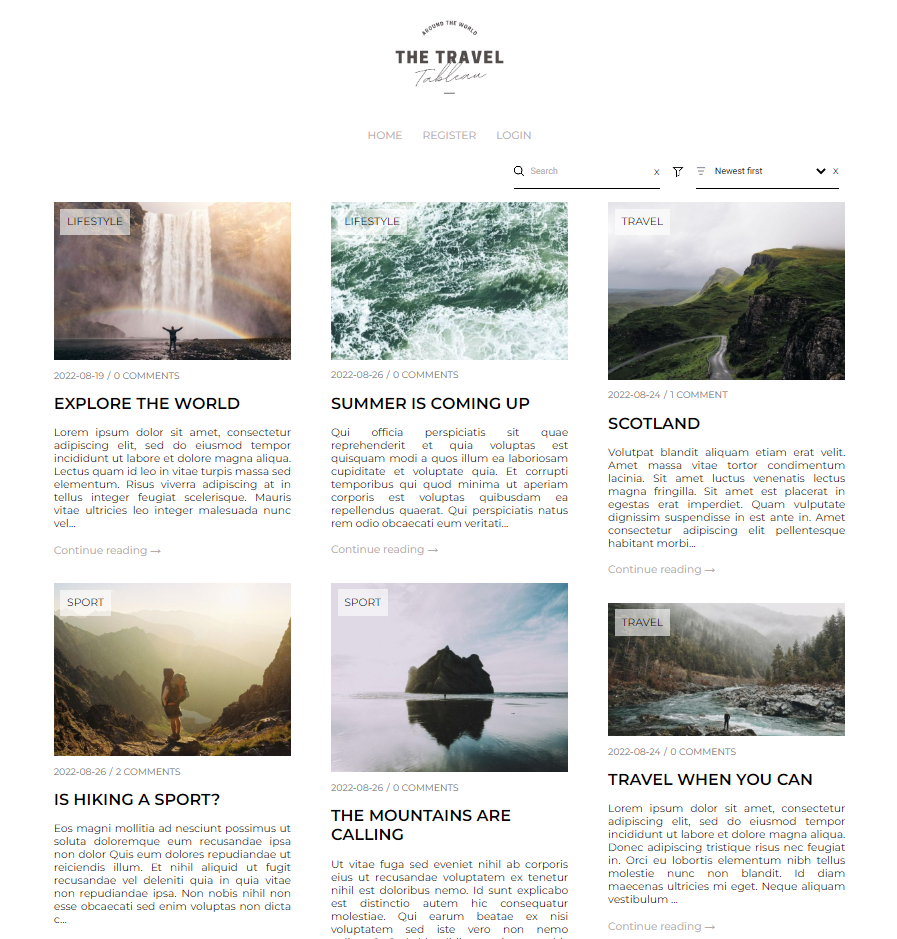 AROUND THE WORLD
THE TRAVEL
Tableau
HOME REGISTER LOGIN
Search X Newest first X
LIFESTYLE
2022-08-19 / 0 COMMENTS
EXPLORE THE WORLD
Lorem ipsum dolor sit amet, consectetur
adipiscing elit, sed do eiusmod tempor
incididunt ut labore et dolore magna aliqua.
Lectus quam id leo in vitae turpis massa sed
elementum. Risus viverra adipiscing at in
tellus integer feugiat scelerisque. Mauris
vitae ultricies leo integer malesuada nunc
vel...
Continue reading →
SPORT
2022-08-26 / 2 COMMENTS
IS HIKING A SPORT?
Eos magni mollitia ad nesciunt possimus ut
soluta doloremque eum recusandae ipsa
non dolor Quis eum dolores repudiandae ut
reiciendis illum. Et nihil aliquid ut fugit
recusandae vel deleniti quia in quia vitae
non repudiandae ipsa. Non nobis nihil non
esse obcaecati sed enim voluptas non dicta
c...
LIFESTYLE
2022-08-26 / 0 COMMENTS
SUMMER IS COMING UP
Qui officia perspiciatis sit quae
reprehenderit et quia voluptas est
quisquam modi a quos illum ea laboriosam
cupiditate et voluptate quia. Et corrupti
temporibus qui quod minima ut aperiam
corporis est voluptas quibusdam ea
repellendus quaerat. Qui perspiciatis natus
rem odio obcaecati eum veritati...
Continue reading →
SPORT
2022-08-26 / 0 COMMENTS
THE MOUNTAINS ARE
CALLING
Ut vitae fuga sed eveniet nihil ab corporis
eius ut recusandae voluptatem ex tenetur
nihil est doloribus nemo. Id sunt explicabo
est distinctio autem hic consequatur
molestiae. Qui earum beatae ex nisi
voluptatem sed iste vero non nemo
TRAVEL
2022-08-24 / 1 COMMENT
SCOTLAND
Volutpat blandit aliquam etiam erat velit.
Amet massa vitae tortor condimentum
lacinia. Sit amet luctus venenatis lectus
magna fringilla. Sit amet est placerat in
egestas erat imperdiet. Quam vulputate
dignissim suspendisse in est ante in. Amet
consectetur adipiscing elit pellentesque
habitant morbi...
Continue reading →
TRAVEL
2022-08-24 / 0 COMMENTS
TRAVEL WHEN YOU CAN
Lorem ipsum dolor sit amet, consectetur
adipiscing elit, sed do eiusmod tempor
incididunt ut labore et dolore magna aliqua.
Donec adipiscing tristique risus nec feugiat
in. Orci eu lobortis elementum nibh tellus
molestie nunc non blandit. Id diam
maecenas ultricies mi eget. Neque aliquam
vestibulum ...
Continue reading →